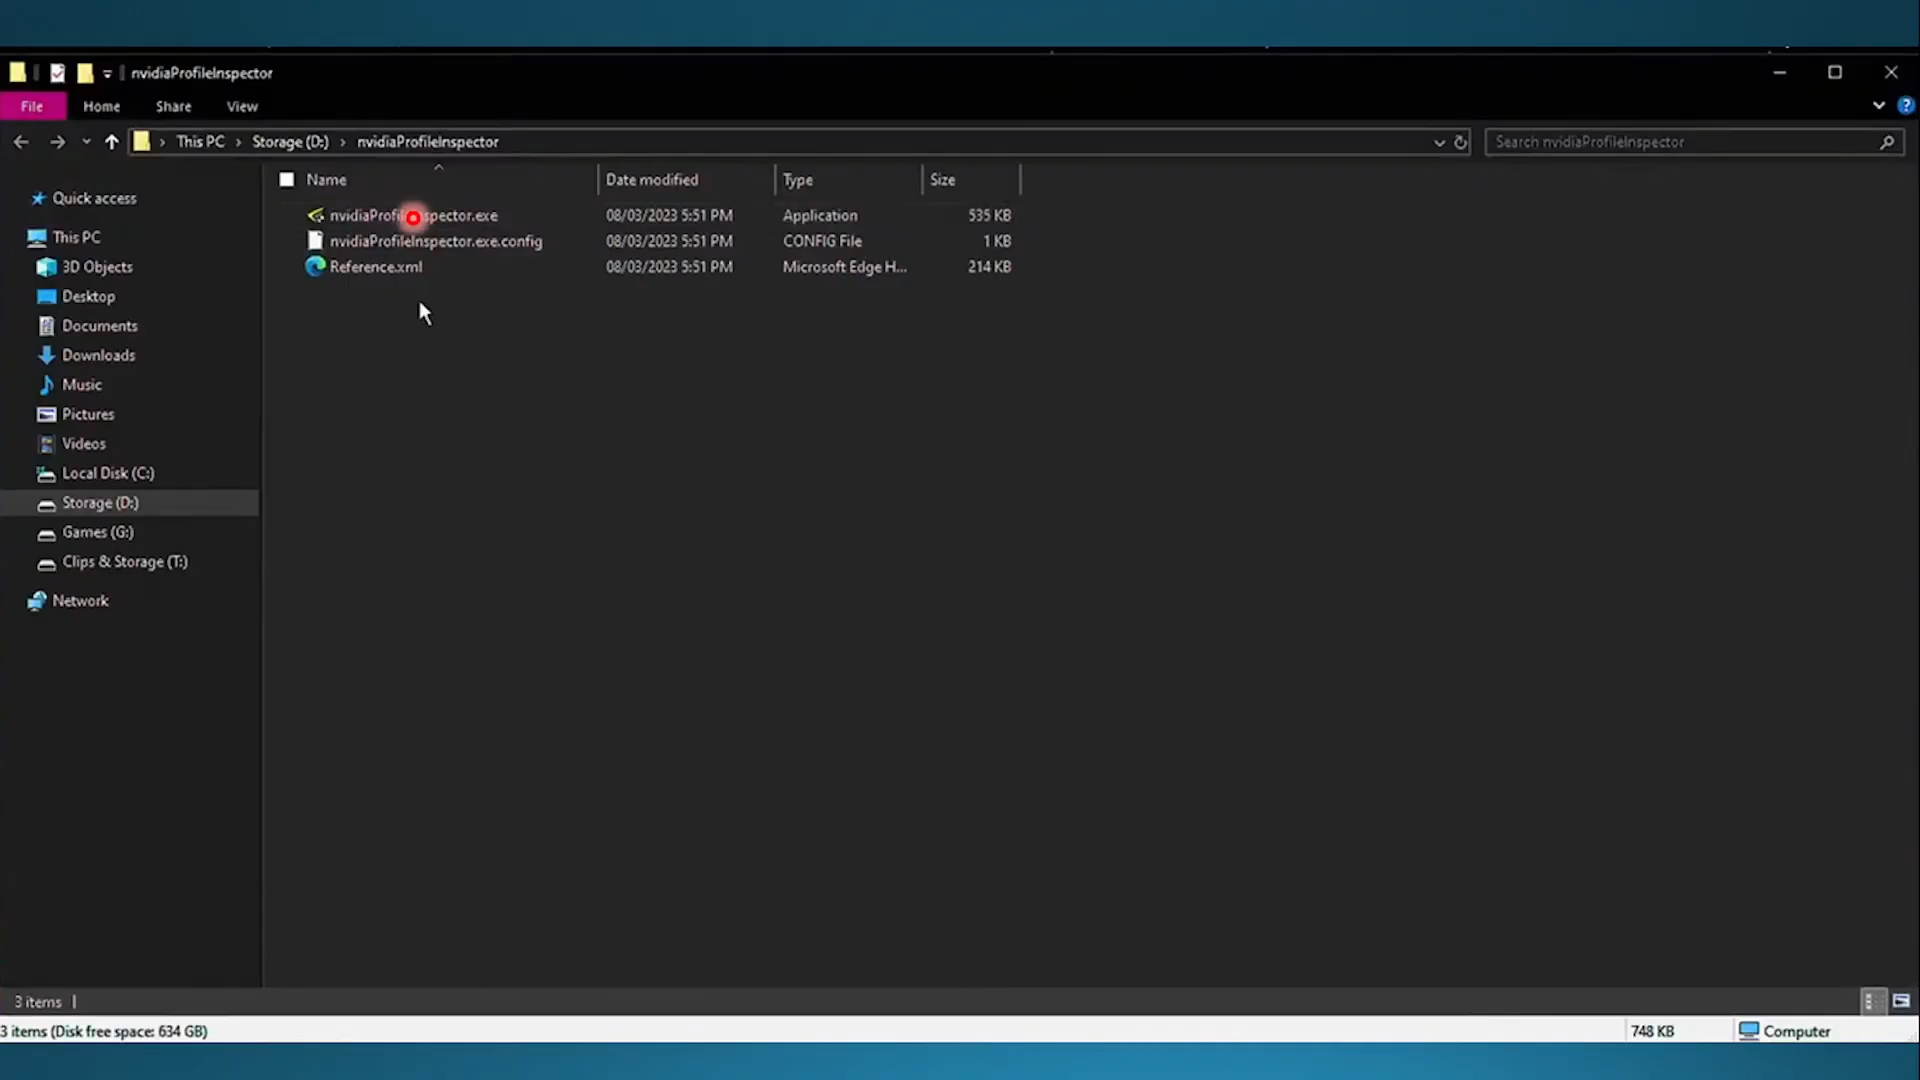 nvidiaProfileInspector
File Home Share View
This PC Storage (D:) nvidiaProfileInspector
Search nvidiaProfileInspector
Name Date modified Type Size
nvidiaProfileInspector.exe 08/03/2023 5:51 PM Application 535 KB
nvidiaProfileInspector.exe.config 08/03/2023 5:51 PM CONFIG File 1 KB
Reference.xml 08/03/2023 5:51 PM Microsoft Edge H... 214 KB
Quick access
This PC
3D Objects
Desktop
Documents
Downloads
Music
Pictures
Videos
Local Disk (C:)
Storage (D:)
Games (G:)
Clips & Storage (T:)
Network
3 items
3 items (Disk free space: 634 GB) 748 KB Computer